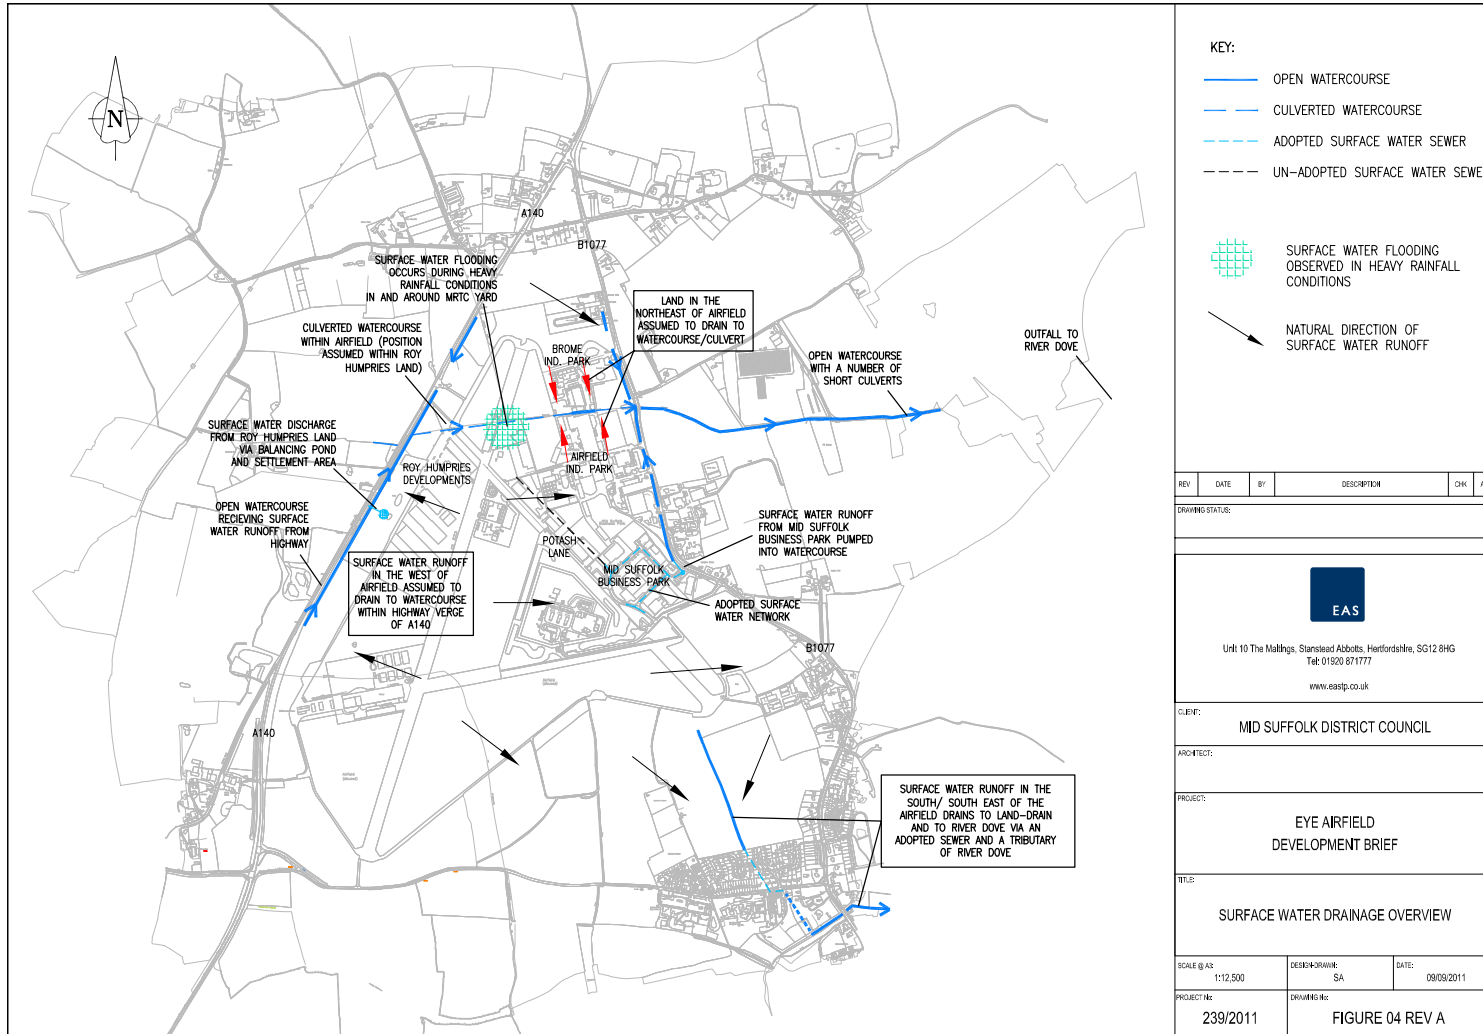 N
A140
B1077
SURFACE WATER FLOODING
OCCURS DURING HEAVY
RAINFALL CONDITIONS
IN AND AROUND MRTC YARD
LAND IN THE
NORTHEAST OF AIRFIELD
ASSUMED TO DRAIN TO
WATERCOURSE/CULVERT
CULVERTED WATERCOURSE
WITHIN AIRFIELD (POSITION
ASSUMED WITHIN ROY
HUMPRIES LAND)
BROME
IND. PARK
OPEN WATERCOURSE
WITH A NUMBER OF
SHORT CULVERTS
OUTFALL TO
RIVER DOVE
SURFACE WATER DISCHARGE
FROM ROY HUMPRIES LAND
VIA BALANCING POND
AND SETTLEMENT AREA
ROY HUMPRIES
DEVELOPMENTS
AIRFIELD
IND. PARK
OPEN WATERCOURSE
RECIEVING SURFACE
WATER RUNOFF FROM
HIGHWAY
POTASH
LANE
SURFACE WATER RUNOFF
FROM MID SUFFOLK
BUSINESS PARK PUMPED
INTO WATERCOURSE
SURFACE WATER RUNOFF
IN THE WEST OF
AIRFIELD ASSUMED TO
DRAIN TO WATERCOURSE
WITHIN HIGHWAY VERGE
OF A140
MID SUFFOLK
BUSINESS PARK
ADOPTED SURFACE
WATER NETWORK
B1077
A140
SURFACE WATER RUNOFF IN THE
SOUTH/ SOUTH EAST OF THE
AIRFIELD DRAINS TO LAND-DRAIN
AND TO RIVER DOVE VIA AN
ADOPTED SEWER AND A TRIBUTARY
OF RIVER DOVE
KEY:
OPEN WATERCOURSE
CULVERTED WATERCOURSE
ADOPTED SURFACE WATER SEWER
UN-ADOPTED SURFACE WATER SEWE
SURFACE WATER FLOODING
OBSERVED IN HEAVY RAINFALL
CONDITIONS
NATURAL DIRECTION OF
SURFACE WATER RUNOFF
REV DATE BY DESCRIPTION CHK A
DRAWING STATUS:
EAS
Unit 10 The Maltings, Stanstead Abbotts, Hertfordshire, SG12 8HG
Tel: 01920 871777
www.eastp.co.uk
CLIENT:
MID SUFFOLK DISTRICT COUNCIL
ARCHITECT:
PROJECT:
EYE AIRFIELD
DEVELOPMENT BRIEF
TITLE:
SURFACE WATER DRAINAGE OVERVIEW
SCALE @ A3: DESIGN-DRAWN: DATE:
1:12,500 SA 09/09/2011
PROJECT No: DRAWING No:
239/2011 FIGURE 04 REV A